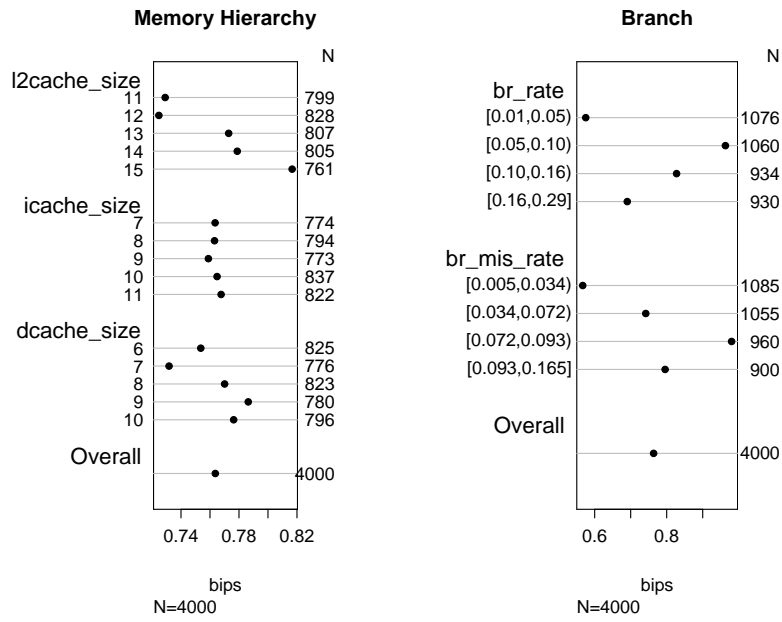 Memory Hierarchy
N
l2cache_size
11 799
12 828
13 807
14 805
15 761
icache_size
7 774
8 794
9 773
10 837
11 822
dcache_size
6 825
7 776
8 823
9 780
10 796
Overall
4000
0.74 0.78 0.82
bips
N=4000
Branch
N
br_rate
[0.01,0.05) 1076
[0.05,0.10) 1060
[0.10,0.16) 934
[0.16,0.29] 930
br_mis_rate
[0.005,0.034) 1085
[0.034,0.072) 1055
[0.072,0.093) 960
[0.093,0.165] 900
Overall
4000
0.6 0.8
bips
N=4000